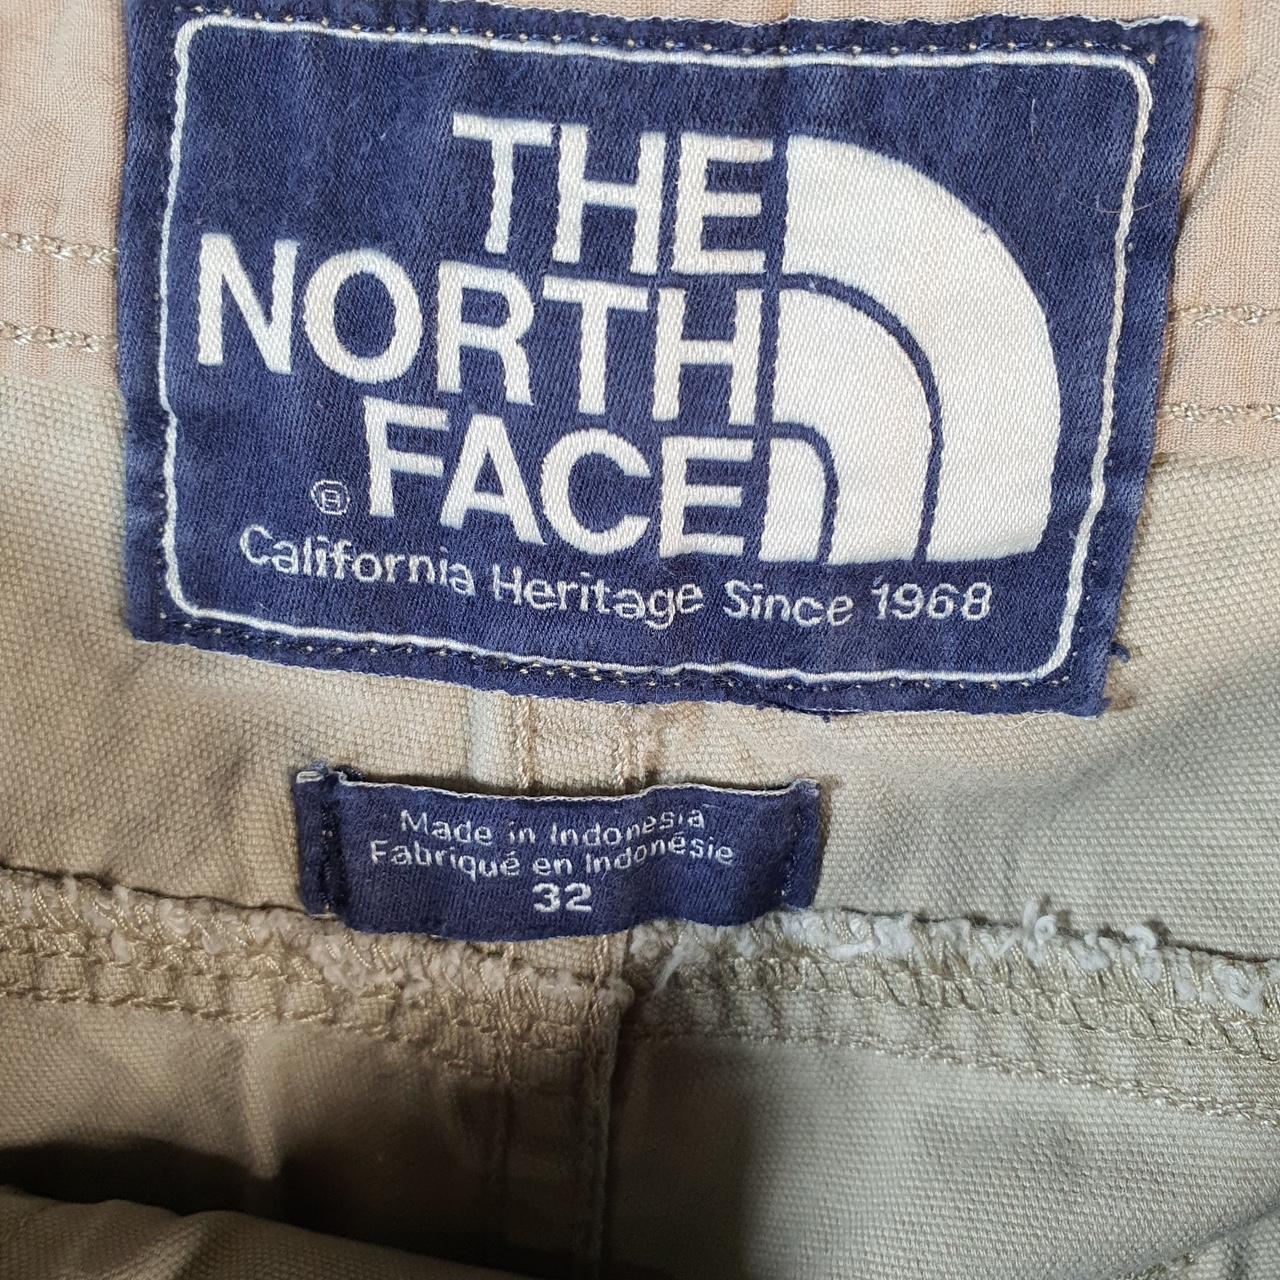 THE
NORTH
FACE
®
California Heritage Since 1968
Made in Indonesia
Fabriqué en Indonésie
32